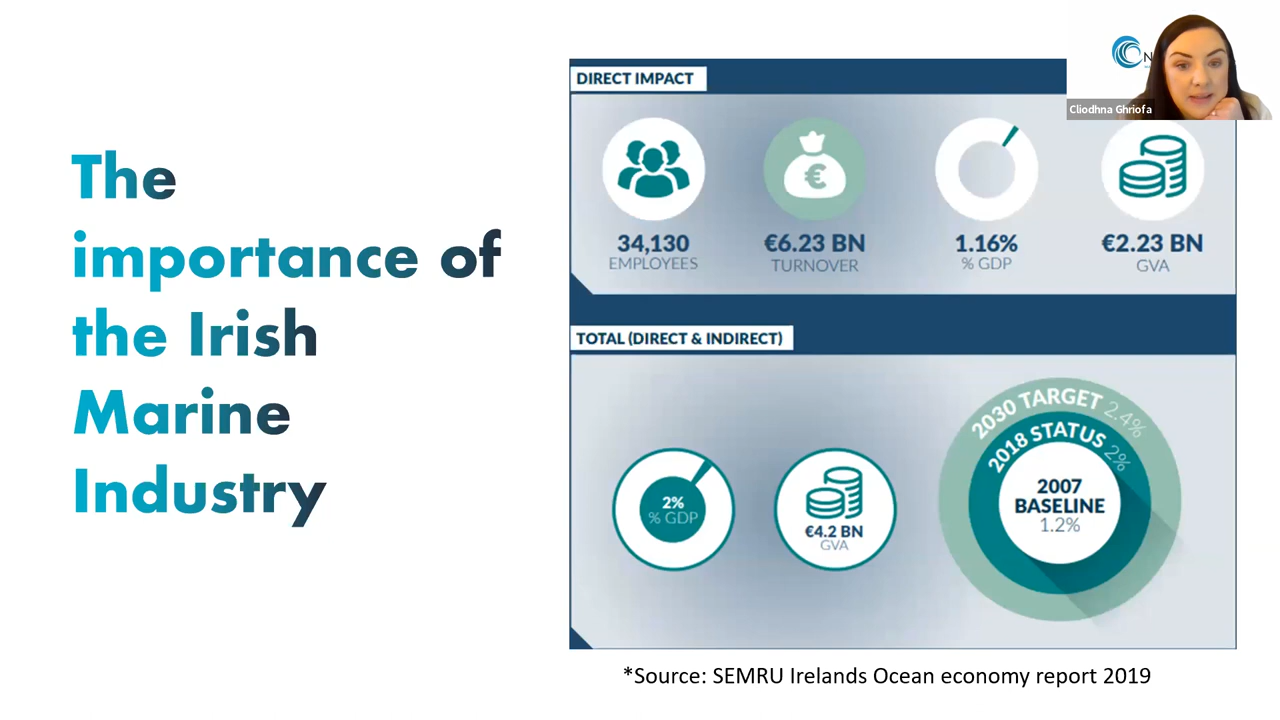 The
importance of
the Irish
Marine
Industry
DIRECT IMPACT
34,130
EMPLOYEES
€6.23 BN
TURNOVER
1.16%
% GDP
€2.23 BN
GVA
TOTAL (DIRECT & INDIRECT)
2%
% GDP
€4.2 BN
GVA
2030 TARGET 2.4%
2018 STATUS 2%
2007
BASELINE
1.2%
*Source: SEMRU Irelands Ocean economy report 2019
Cliodhna Ghriofa